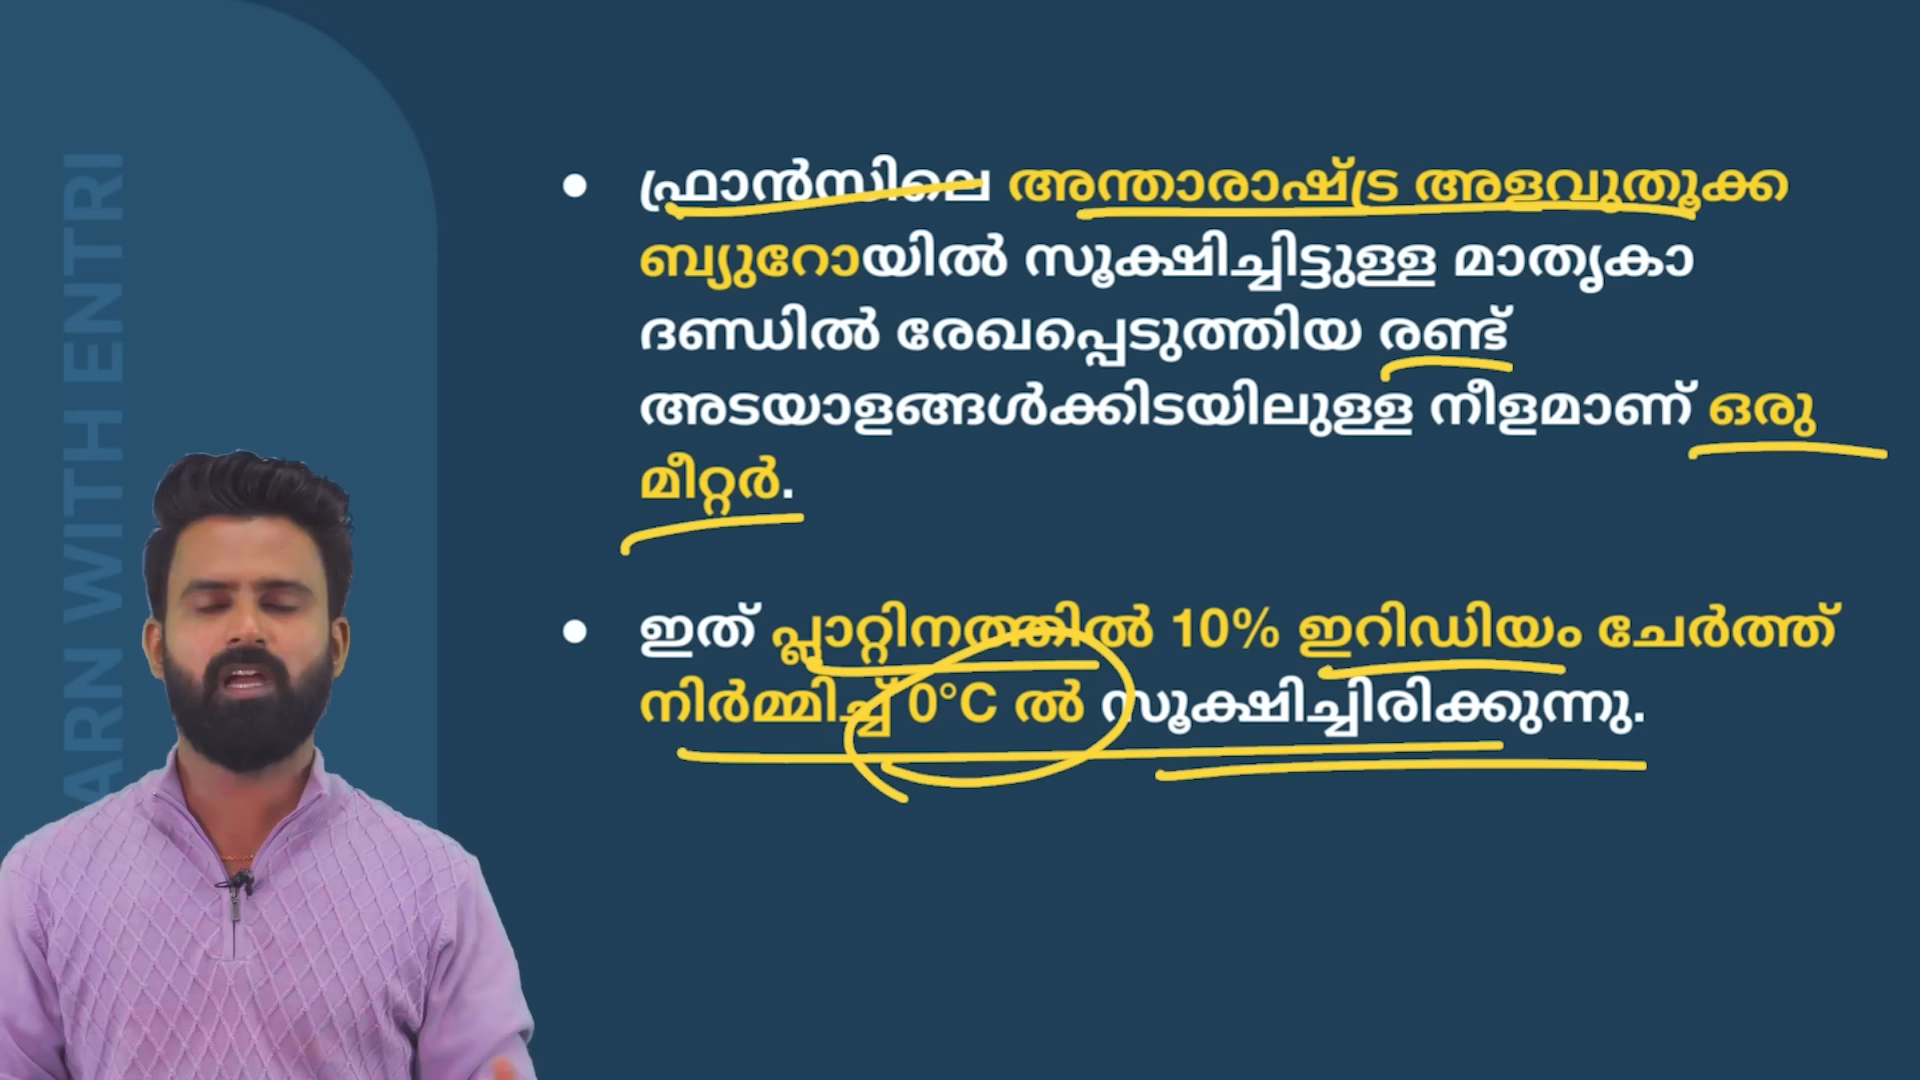 ഫ്രാൻസിലെ അന്താരാഷ്ട്ര അളവുതൂക്ക
ബ്യുറോയിൽ സൂക്ഷിച്ചിട്ടുള്ള മാതൃകാ
ദണ്ഡിൽ രേഖപ്പെടുത്തിയ രണ്ട്
അടയാളങ്ങൾക്കിടയിലുള്ള നീളമാണ് ഒരു
മീറ്റർ.
ഇത് പ്ലാറ്റിനത്തിൽ 10% ഇറിഡിയം ചേർത്ത്
നിർമ്മിച്ച് 0°C ൽ സൂക്ഷിച്ചിരിക്കുന്നു.
ARN WITH ENTRI